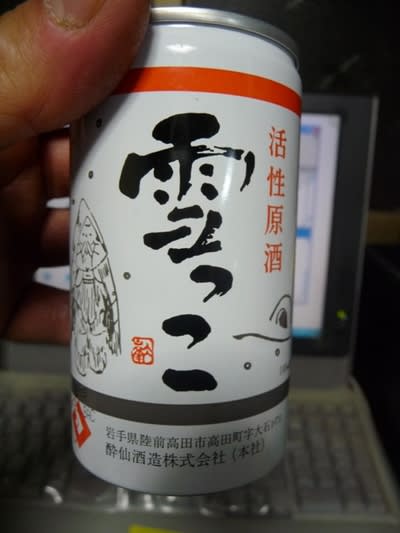 活性原酒
雪っこ
岩手県陸前高田市高田町字大石
酔仙酒造株式会社(本社)